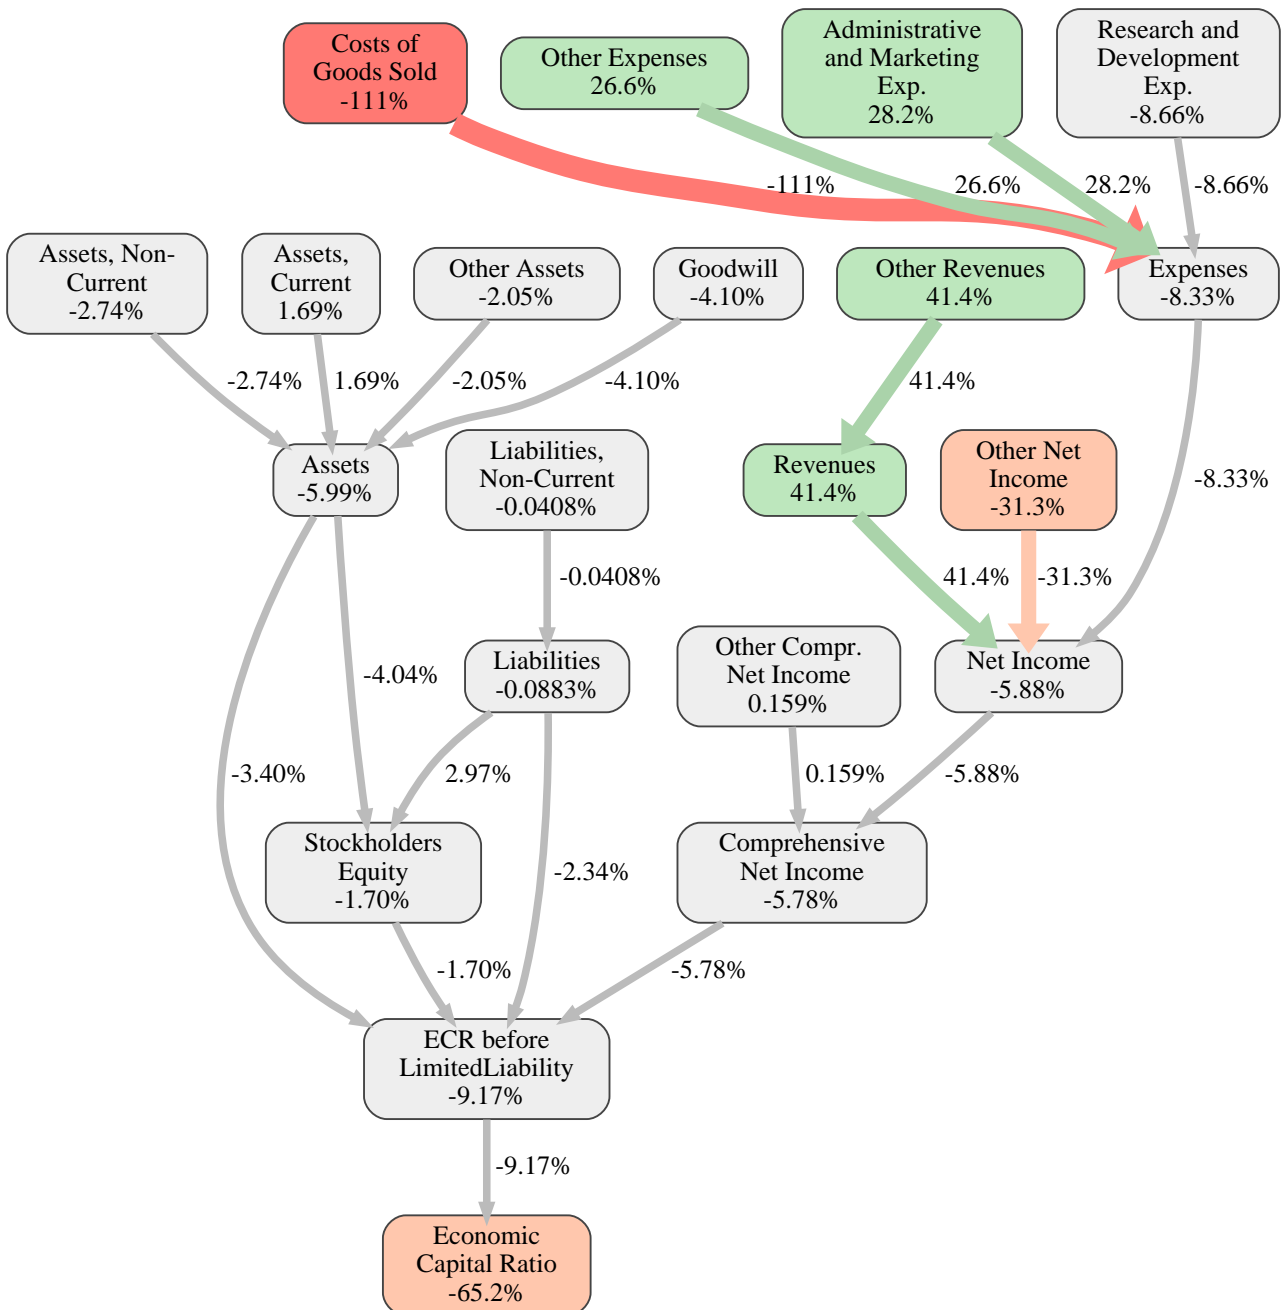 Costs of
Goods Sold
-111%
Other Expenses
26.6%
Administrative
and Marketing
Exp.
28.2%
Research and
Development
Exp.
-8.66%
-111%
26.6%
28.2%
-8.66%
Assets, Non-
Current
-2.74%
Assets,
Current
1.69%
Other Assets
-2.05%
Goodwill
-4.10%
Other Revenues
41.4%
Expenses
-8.33%
-2.74%
1.69%
-2.05%
-4.10%
41.4%
Assets
-5.99%
Liabilities,
Non-Current
-0.0408%
Revenues
41.4%
Other Net
Income
-31.3%
-8.33%
-0.0408%
41.4%
-31.3%
Liabilities
-0.0883%
Other Compr.
Net Income
0.159%
Net Income
-5.88%
-4.04%
-3.40%
2.97%
0.159%
-5.88%
Stockholders
Equity
-1.70%
-2.34%
Comprehensive
Net Income
-5.78%
-1.70%
-5.78%
ECR before
LimitedLiability
-9.17%
-9.17%
Economic
Capital Ratio
-65.2%